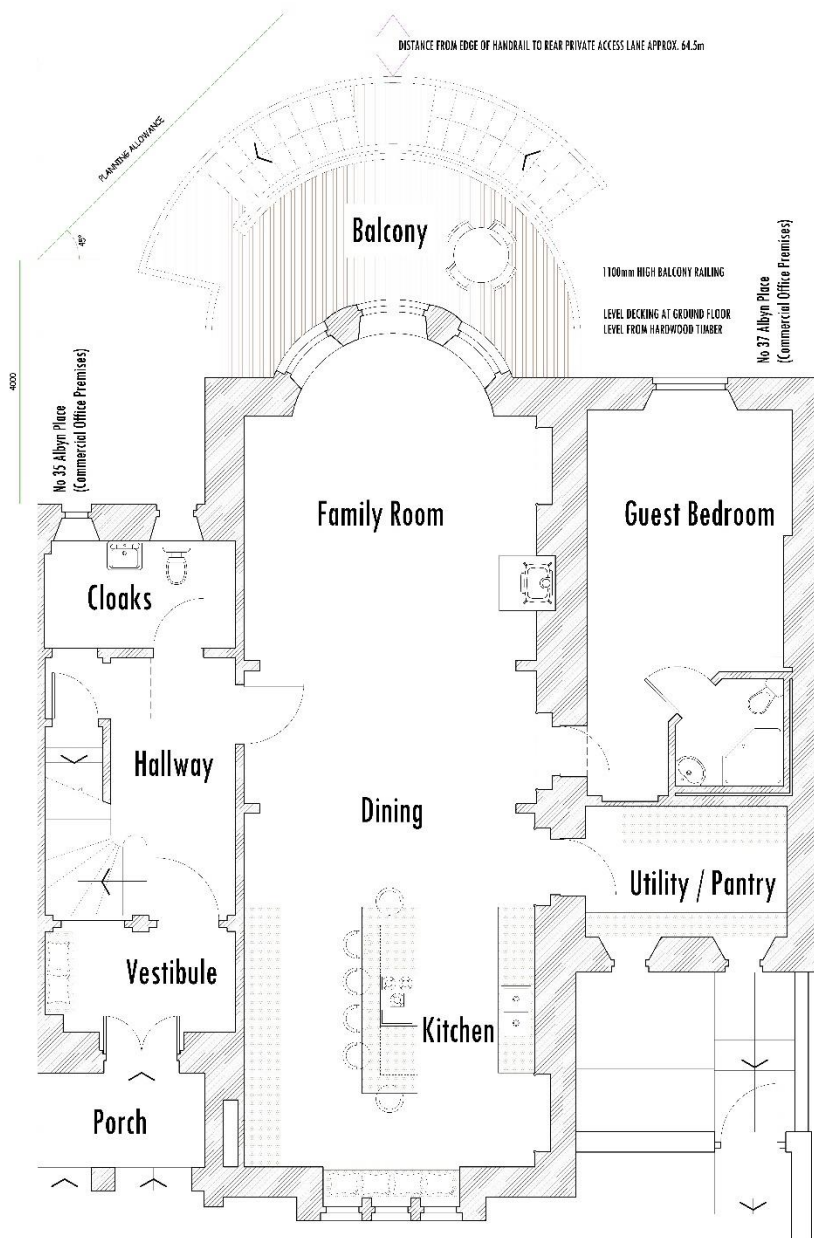 DISTANCE FROM EDGE OF HANDRAIL TO REAR PRIVATE ACCESS LANE APPROX. 64.5m
PLANNING ALLOWANCE
45°
Balcony
1100mm HIGH BALCONY RAILING
LEVEL DECKING AT GROUND FLOOR
LEVEL FROM HARDWOOD TIMBER
No 37 Albyn Place
(Commercial Office Premises)
4000
No 35 Albyn Place
(Commercial Office Premises)
Family Room
Guest Bedroom
Cloaks
Hallway
Dining
Utility / Pantry
Vestibule
Kitchen
Porch